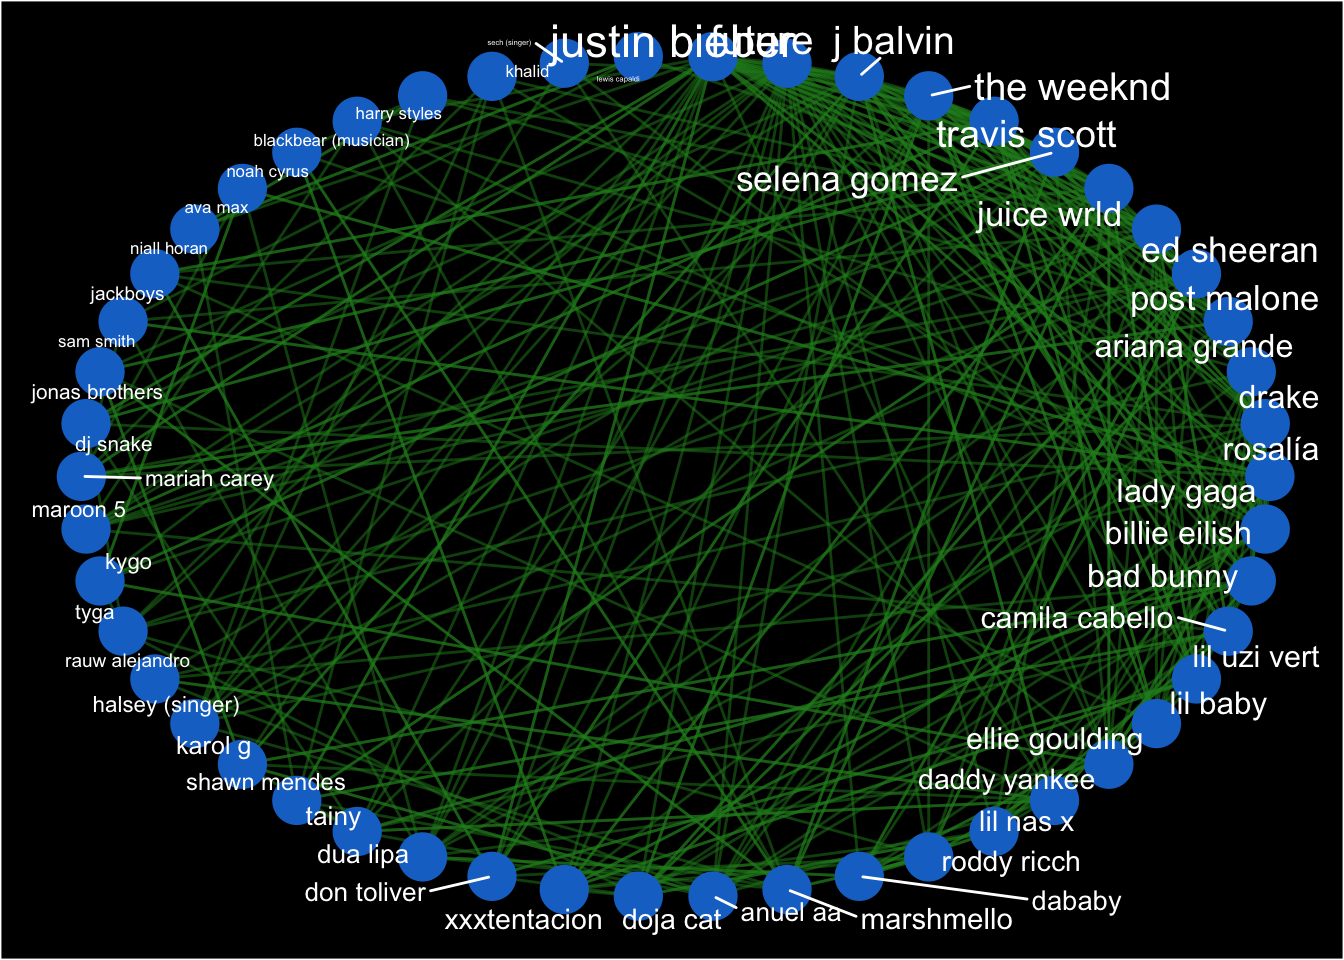 justin bieber
future
j balvin
sech (singer)
khalid
lewis capaldi
the weeknd
harry styles
travis scott
blackbear (musician)
selena gomez
noah cyrus
ava max
juice wrld
niall horan
ed sheeran
jackboys
post malone
sam smith
ariana grande
jonas brothers
drake
dj snake
rosalía
mariah carey
lady gaga
maroon 5
billie eilish
kygo
bad bunny
tyga
camila cabello
rauw alejandro
lil uzi vert
halsey (singer)
lil baby
karol g
ellie goulding
shawn mendes
daddy yankee
tainy
lil nas x
dua lipa
roddy ricch
don toliver
dababy
xxxtentacion
doja cat
anuel aa
marshmello